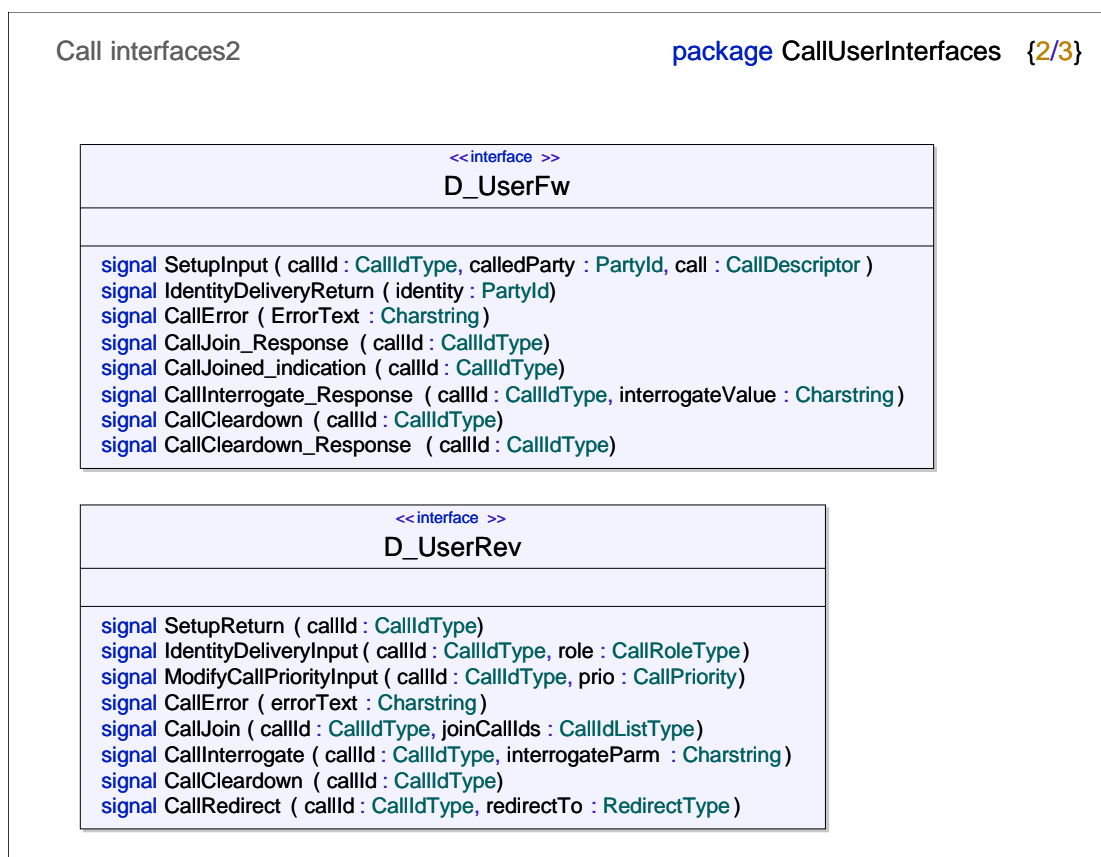 Call interfaces2
package CallUserInterfaces {2/3}
<<interface >>
D_UserFw
signal SetupInput ( callId : CallIdType, calledParty : PartyId, call : CallDescriptor )
signal IdentityDeliveryReturn ( identity : PartyId)
signal CallError ( ErrorText : Charstring )
signal CallJoin_Response ( callId : CallIdType)
signal CallJoined_indication ( callId : CallIdType)
signal CallInterrogate_Response ( callId : CallIdType, interrogateValue : Charstring )
signal CallCleardown ( callId : CallIdType)
signal CallCleardown_Response ( callId : CallIdType)
<<interface >>
D_UserRev
signal SetupReturn ( callId : CallIdType)
signal IdentityDeliveryInput ( callId : CallIdType, role : CallRoleType )
signal ModifyCallPriorityInput ( callId : CallIdType, prio : CallPriority)
signal CallError ( errorText : Charstring )
signal CallJoin ( callId : CallIdType, joinCallIds : CallIdListType)
signal CallInterrogate ( callId : CallIdType, interrogateParm : Charstring )
signal CallCleardown ( callId : CallIdType)
signal CallRedirect ( callId : CallIdType, redirectTo : RedirectType )